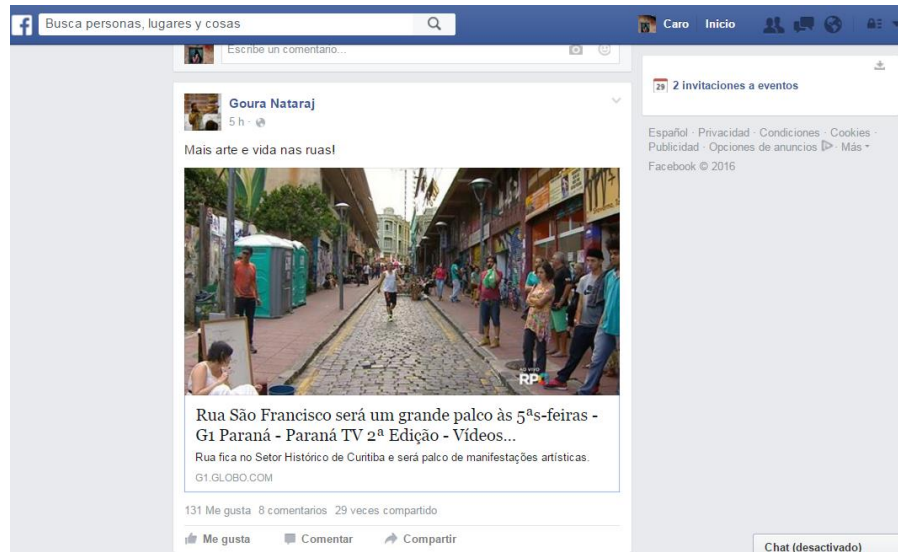 Busca personas, lugares y cosas
Caro Inicio
Escribe un comentario...
2 invitaciones a eventos
Goura Nataraj
5 h ·
Mais arte e vida nas ruas!
Español · Privacidad · Condiciones · Cookies ·
Publicidad · Opciones de anuncios · Más
Facebook © 2016
AO VIVO
RPC
Rua São Francisco será um grande palco às 5ªs-feiras -
G1 Paraná - Paraná TV 2ª Edição - Vídeos...
Rua fica no Setor Histórico de Curitiba e será palco de manifestações artísticas.
G1.GLOBO.COM
131 Me gusta 8 comentarios 29 veces compartido
Me gusta Comentar Compartir
Chat (desactivado)